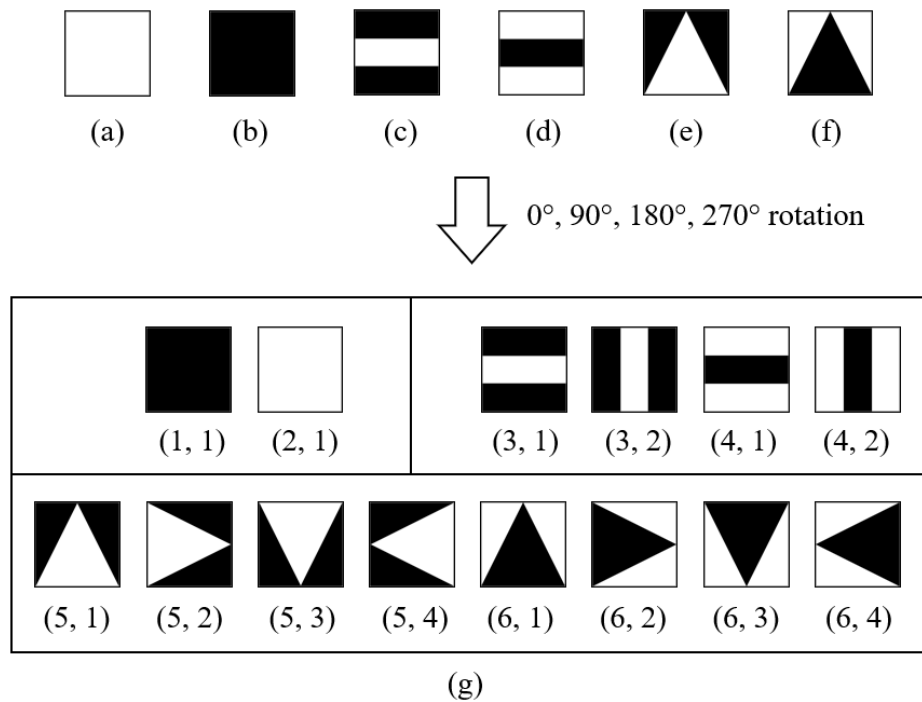 (a) (b) (c) (d) (e) (f)
0°, 90°, 180°, 270° rotation
(1, 1) (2, 1) (3, 1) (3, 2) (4, 1) (4, 2)
(5, 1) (5, 2) (5, 3) (5, 4) (6, 1) (6, 2) (6, 3) (6, 4)
(g)